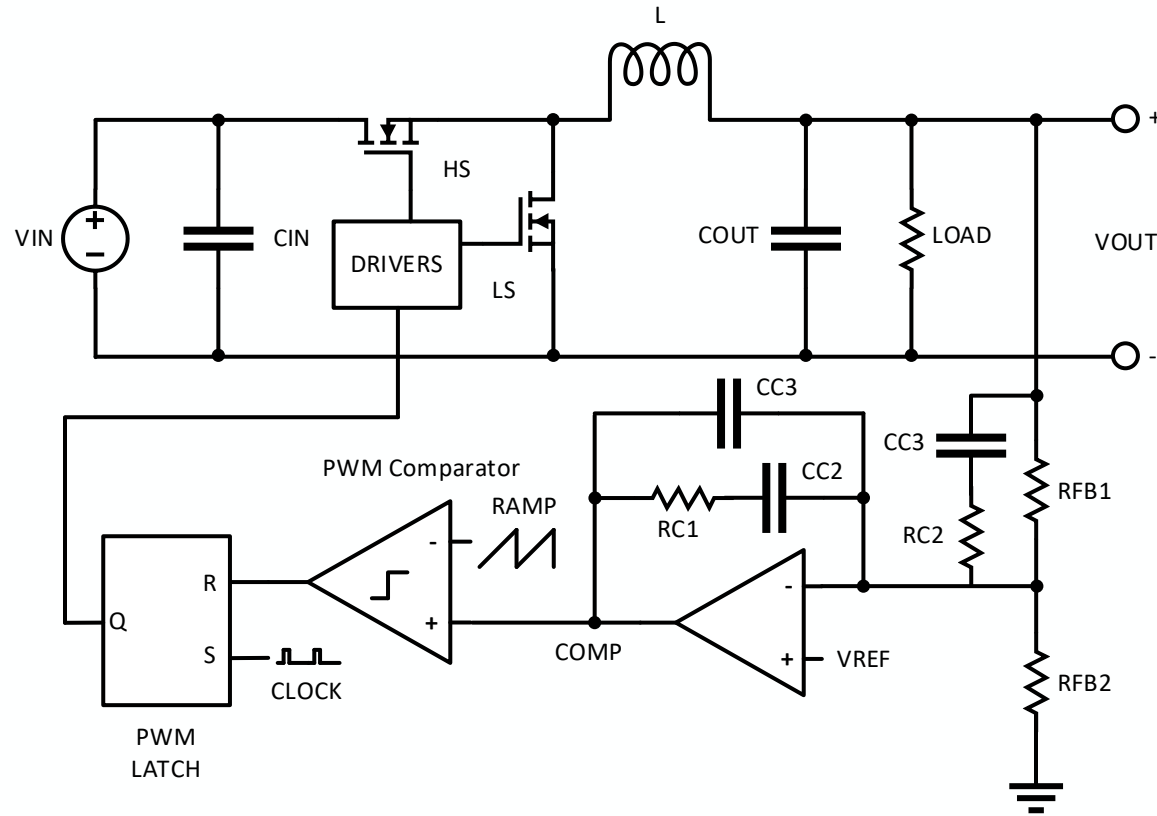 L
+
HS
VIN
+
-
CIN
COUT
LOAD
VOUT
DRIVERS
LS
-
CC3
CC3
PWM Comparator
CC2
RAMP
RFB1
RC1
RC2
-
R
-
+
Q
COMP
+
VREF
S
CLOCK
RFB2
PWM
LATCH